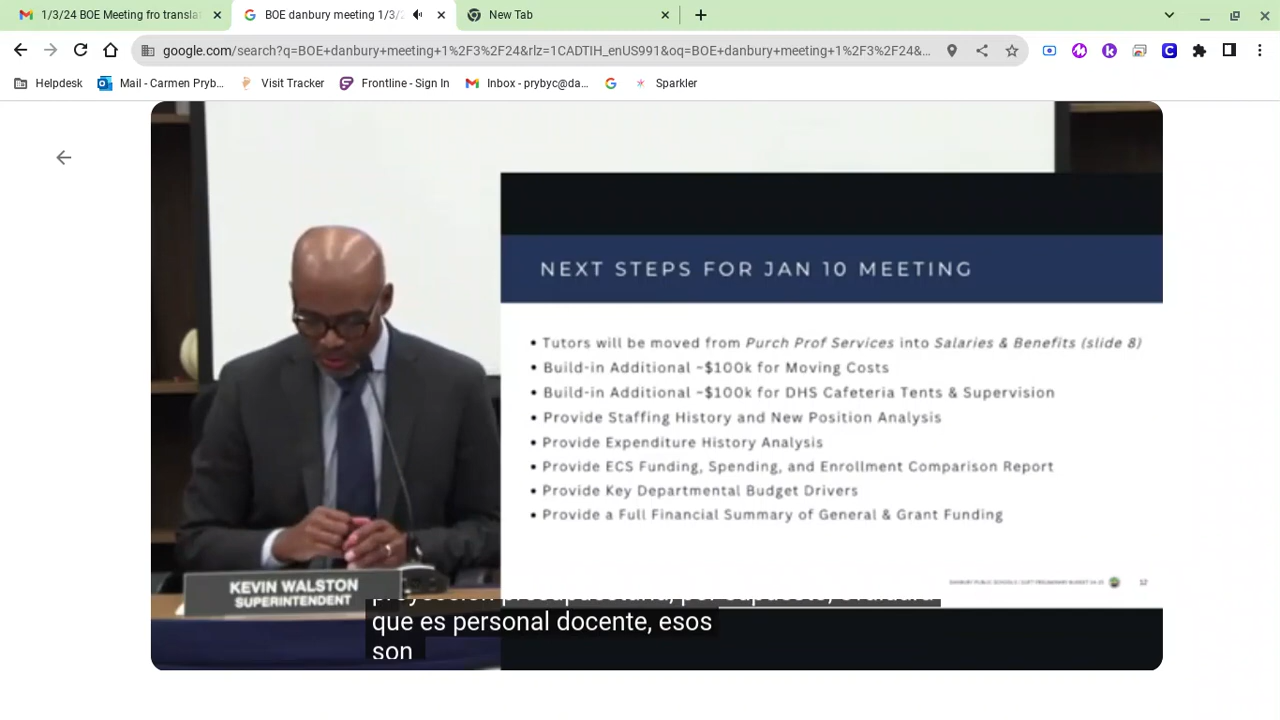 1/3/24 BOE Meeting fro transla
BOE danbury meeting 1/3/2
New Tab
google.com/search?q=BOE+danbury+meeting+1%2F3%2F24&rlz=1CADTIH_enUS991&oq=BOE+danbury+meeting+1%2F3%2F24&...
Helpdesk
Mail - Carmen Pryb...
Visit Tracker
Frontline - Sign In
Inbox - prybyc@da...
Sparkler
NEXT STEPS FOR JAN 10 MEETING
• Tutors will be moved from Purch Prof Services into Salaries & Benefits (slide 8)
• Build-in Additional ~$100k for Moving Costs
• Build-in Additional ~$100k for DHS Cafeteria Tents & Supervision
• Provide Staffing History and New Position Analysis
• Provide Expenditure History Analysis
• Provide ECS Funding, Spending, and Enrollment Comparison Report
• Provide Key Departmental Budget Drivers
• Provide a Full Financial Summary of General & Grant Funding
12
KEVIN WALSTON
SUPERINTENDENT
que es personal docente, esos
son